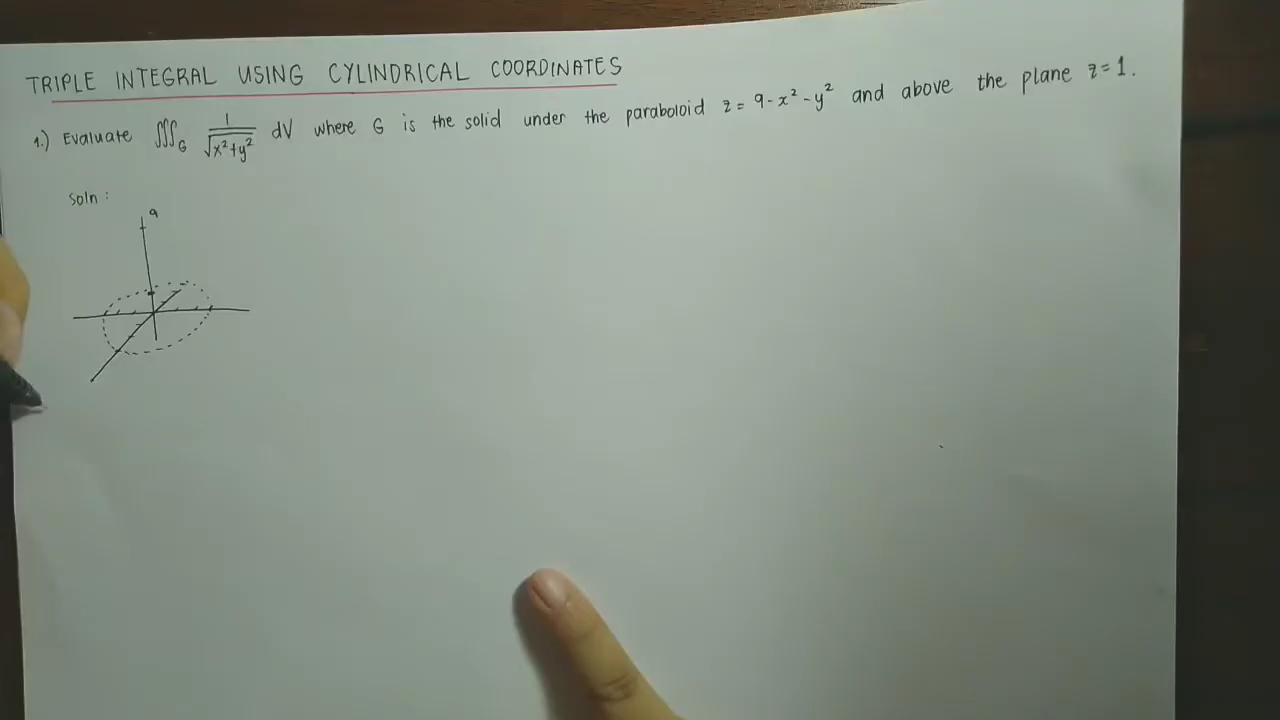 TRIPLE INTEGRAL USING CYLINDRICAL COORDINATES
1.) Evaluate ∭_G 1/√(x²+y²) dV where G is the solid under the paraboloid z = 9-x²-y² and above the plane z=1.
Soln :
9